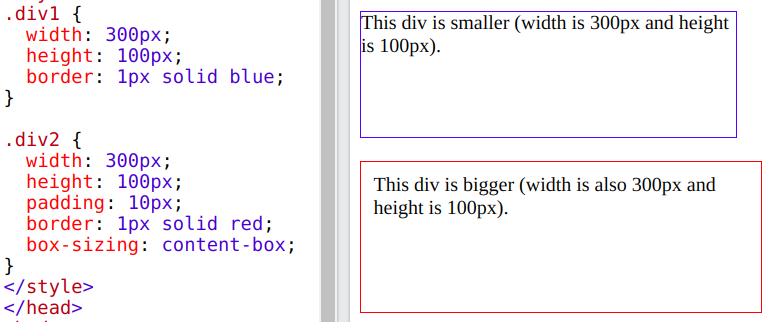 .div1 {
  width: 300px;
  height: 100px;
  border: 1px solid blue;
}

.div2 {
  width: 300px;
  height: 100px;
  padding: 10px;
  border: 1px solid red;
  box-sizing: content-box;
}
</style>
</head>
This div is smaller (width is 300px and height
is 100px).
This div is bigger (width is also 300px and
height is 100px).